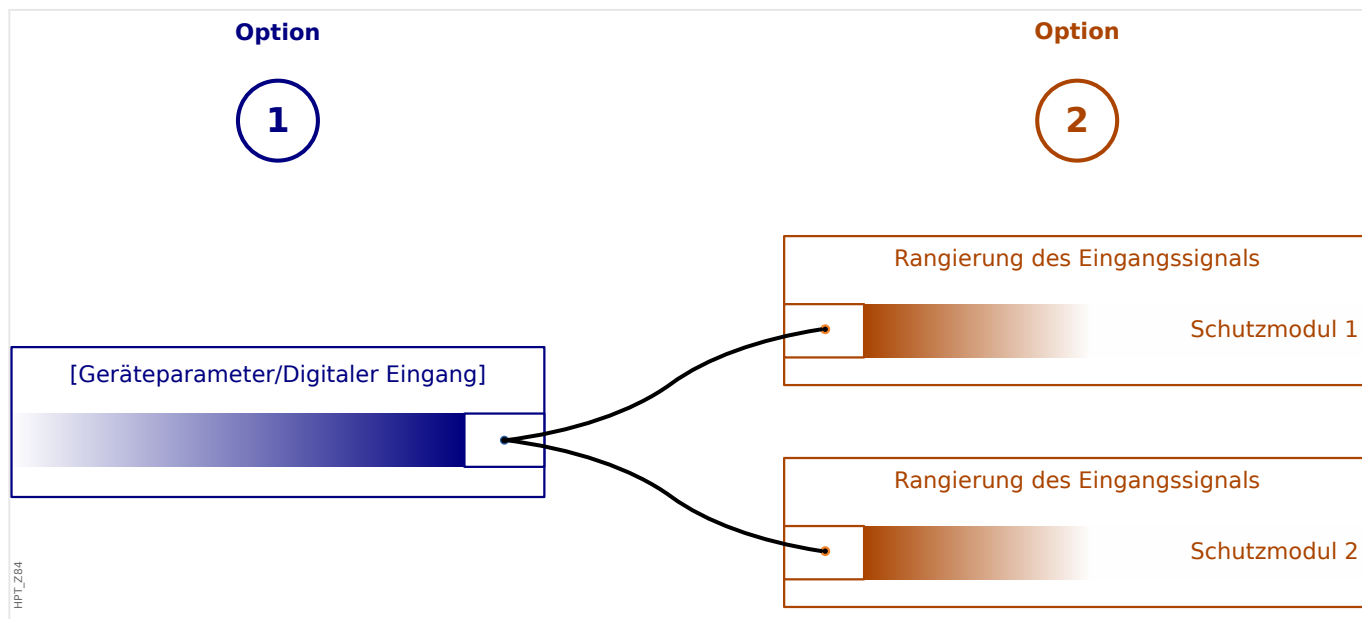 Option
1
Option
2
[Geräteparameter/Digitaler Eingang]
Rangierung des Eingangssignals
Schutzmodul 1
Rangierung des Eingangssignals
Schutzmodul 2
HPT_Z84